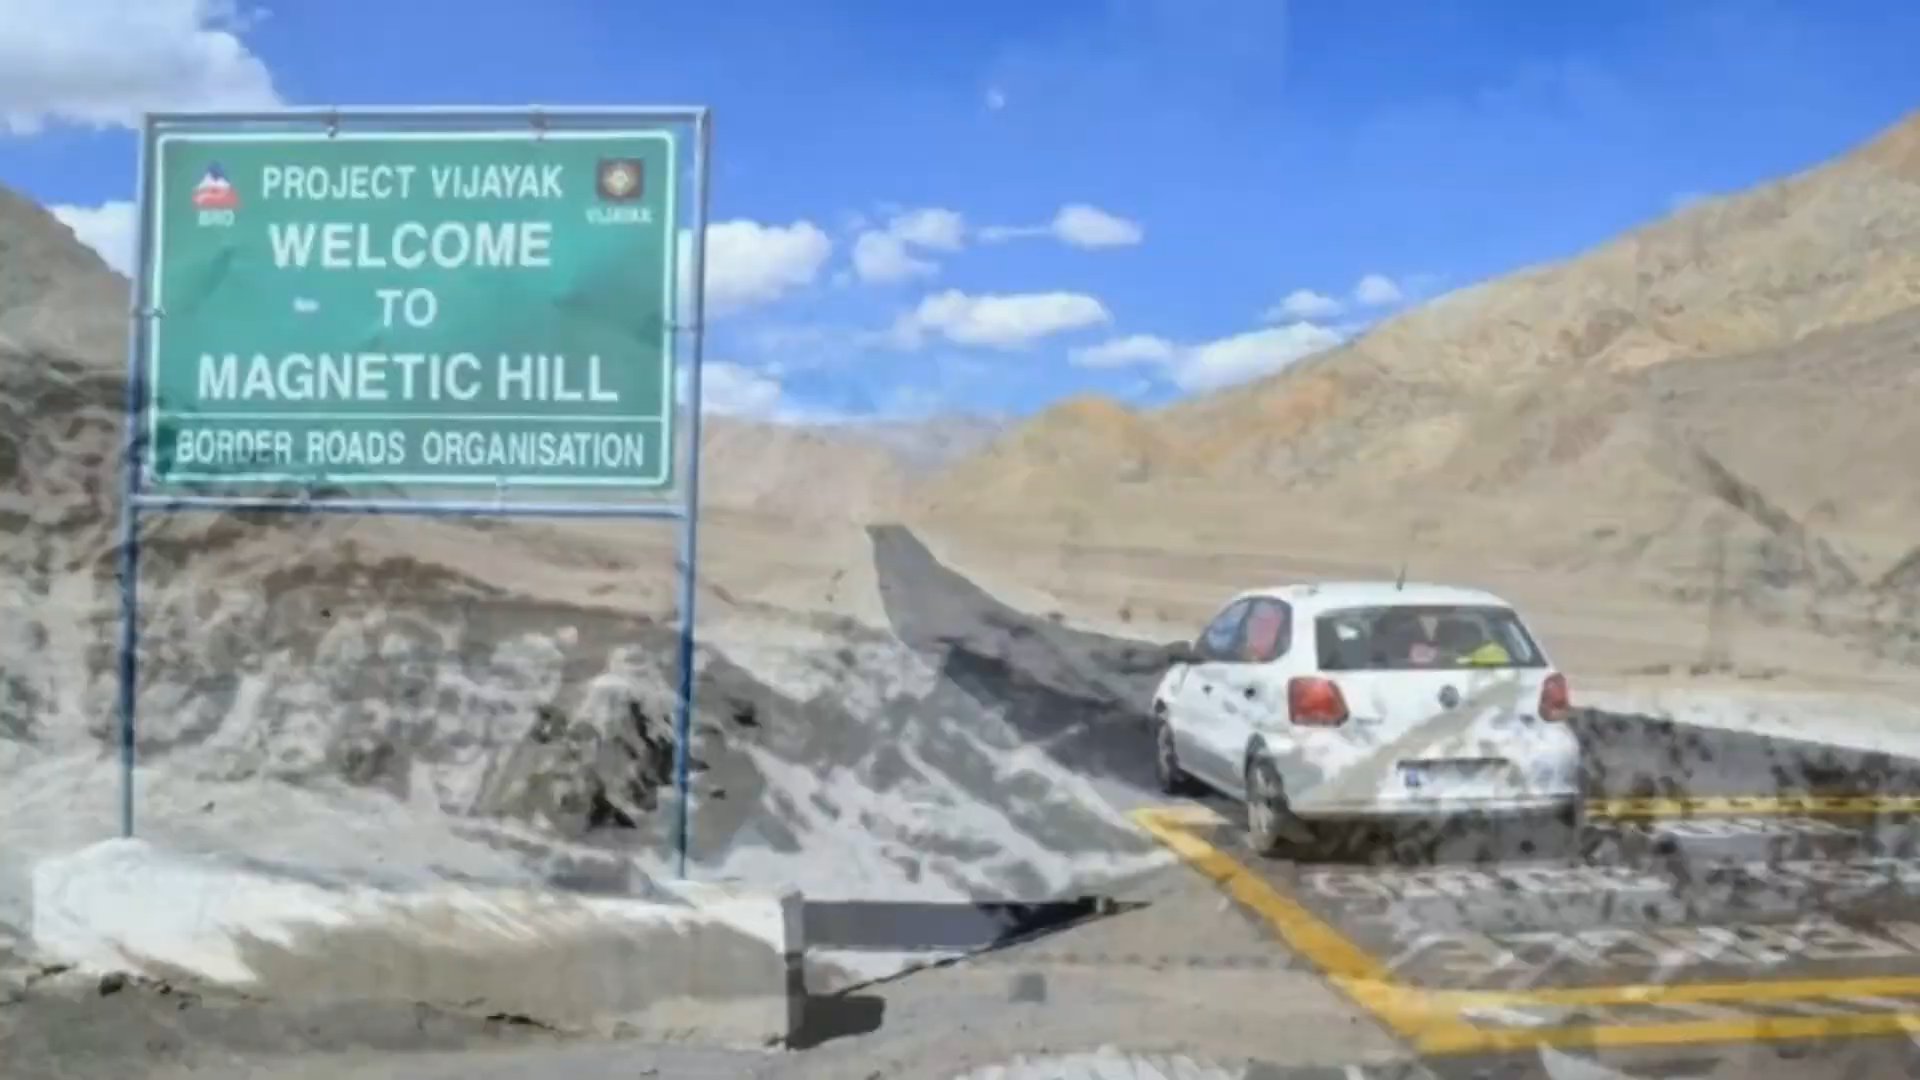 PROJECT VIJAYAK
BRO
VIJAYAK
WELCOME
TO
MAGNETIC HILL
BORDER ROADS ORGANISATION